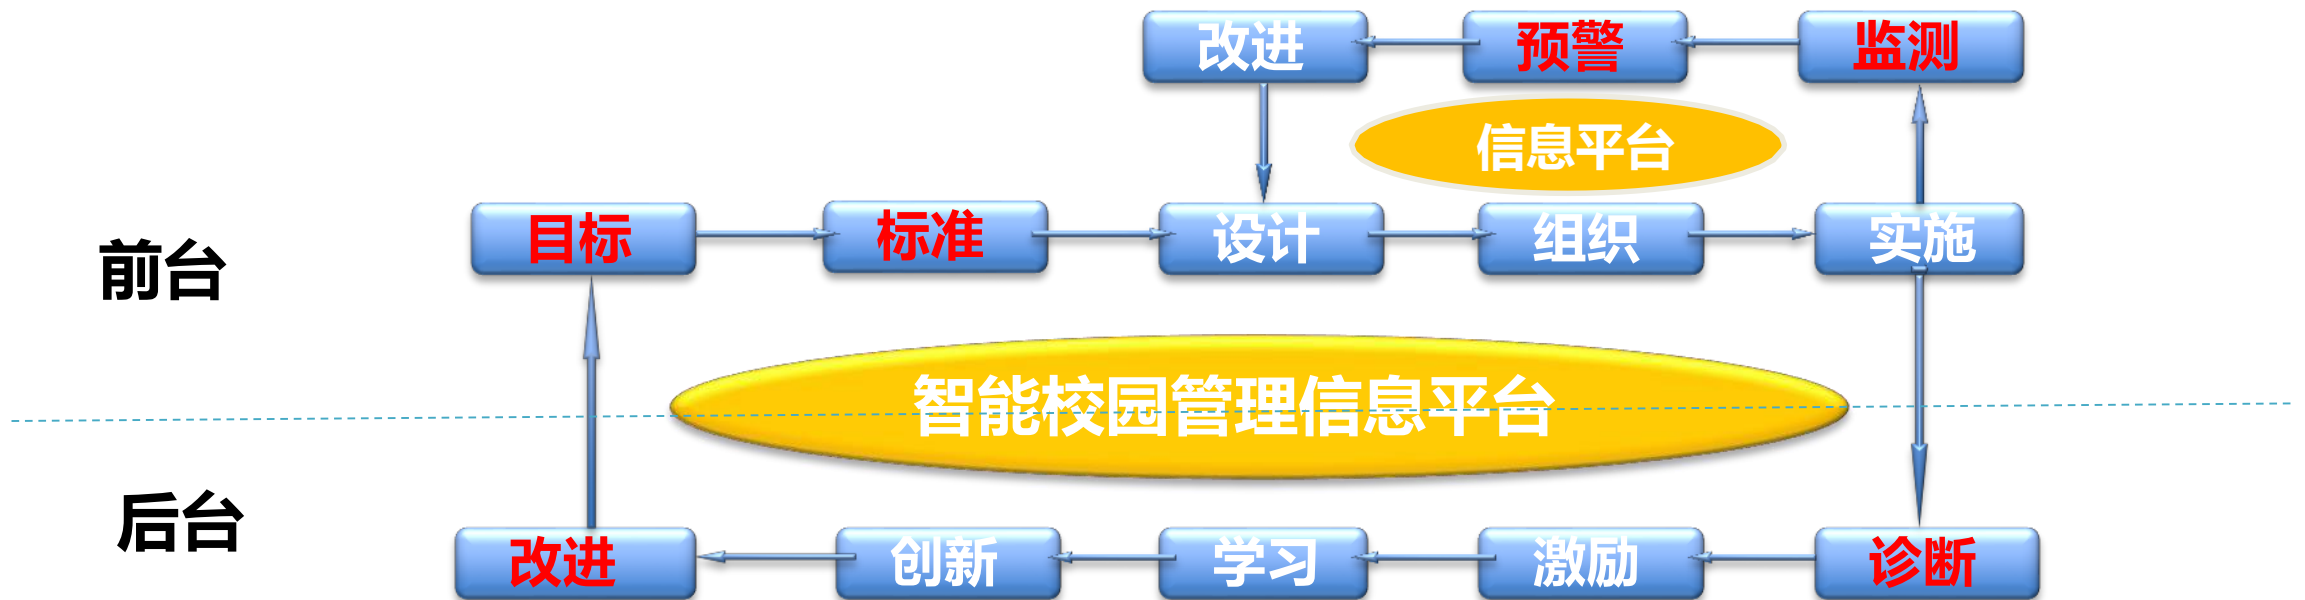 改进
预警
监测
信息平台
目标
标准
设计
组织
实施
前台
智能校园管理信息平台
后台
改进
创新
学习
激励
诊断